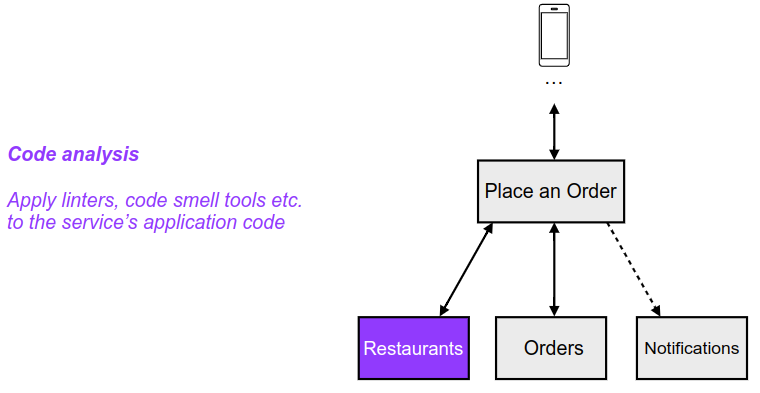 ...
Code analysis
Apply linters, code smell tools etc.
to the service’s application code
Place an Order
Restaurants
Orders
Notifications